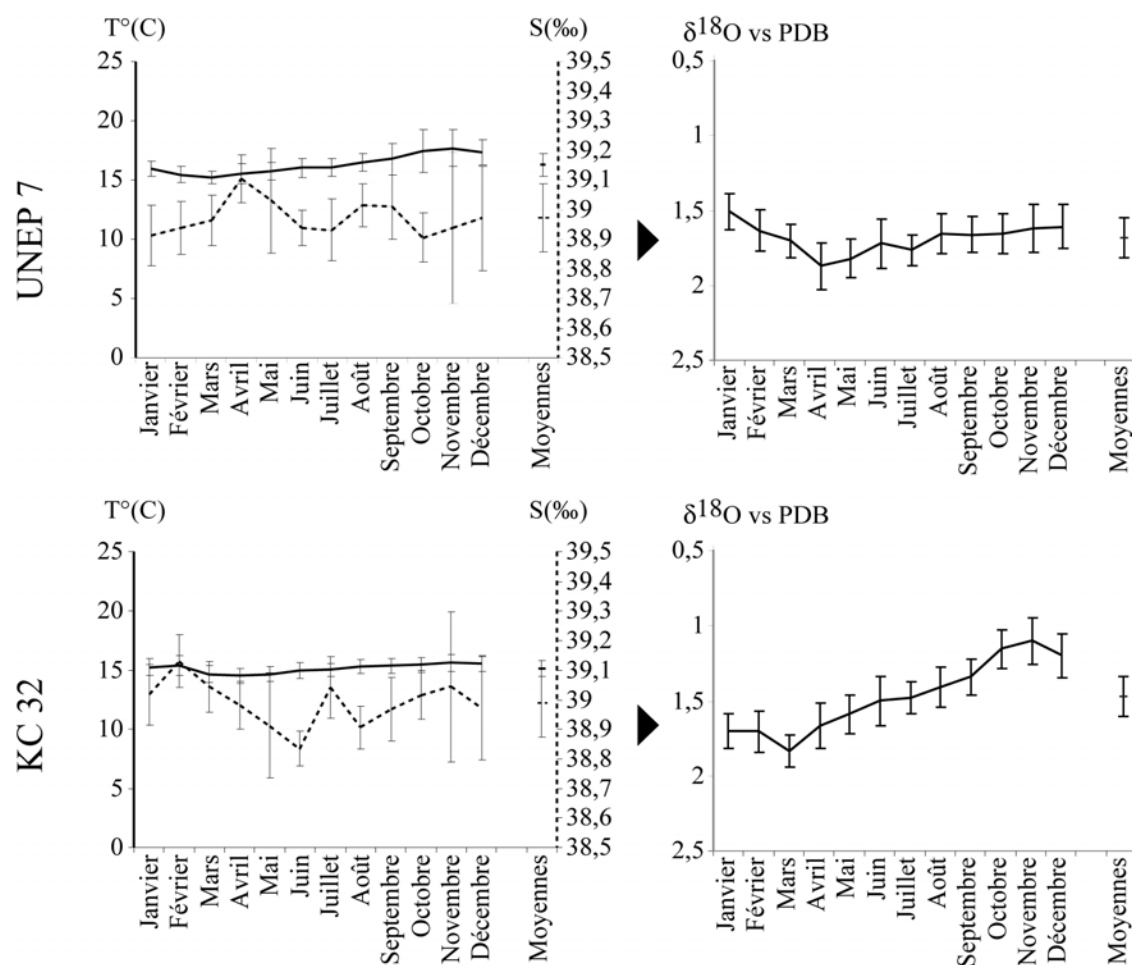 UNEP 7
T°(C)
S(‰)
25
20
15
10
5
0
39,5
39,4
39,3
39,2
39,1
39
38,9
38,8
38,7
38,6
38,5
Janvier
Février
Mars
Avril
Mai
Juin
Juillet
Août
Septembre
Octobre
Novembre
Décembre
Moyennes
δ18O vs PDB
0,5
1
1,5
2
2,5
Janvier
Février
Mars
Avril
Mai
Juin
Juillet
Août
Septembre
Octobre
Novembre
Décembre
Moyennes
KC 32
T°(C)
S(‰)
25
20
15
10
5
0
39,5
39,4
39,3
39,2
39,1
39
38,9
38,8
38,7
38,6
38,5
Janvier
Février
Mars
Avril
Mai
Juin
Juillet
Août
Septembre
Octobre
Novembre
Décembre
Moyennes
δ18O vs PDB
0,5
1
1,5
2
2,5
Janvier
Février
Mars
Avril
Mai
Juin
Juillet
Août
Septembre
Octobre
Novembre
Décembre
Moyennes